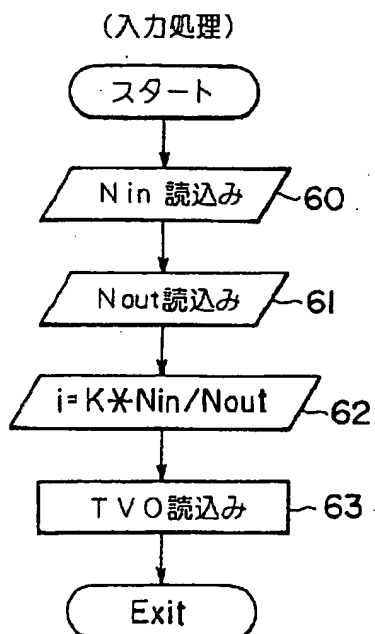 (入力処理)
スタート
Nin 読込み
60
Nout読込み
61
i=K*Nin/Nout
62
TVO読込み
63
Exit